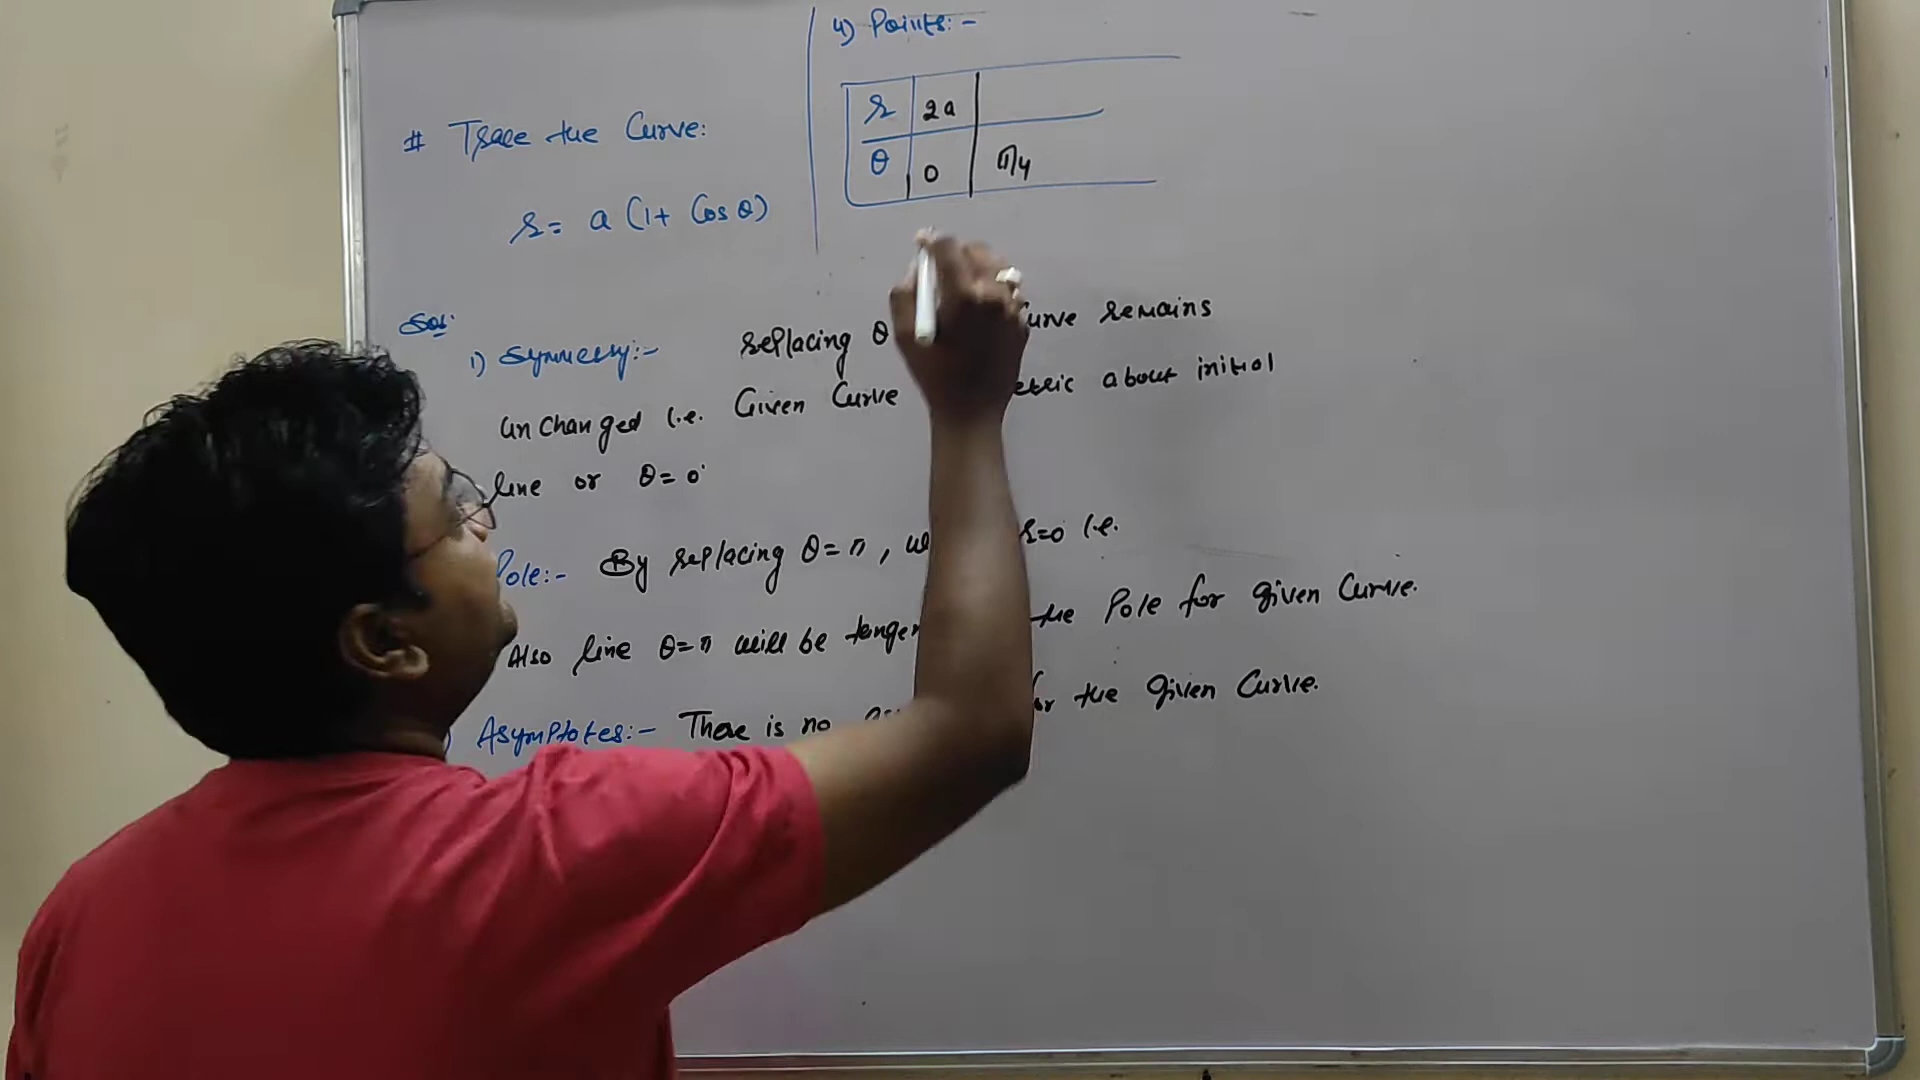 # Trace the Curve:
r = a (1+ Cos θ)
Sol:
1) Symmetry:- replacing θ Curve remains
unchanged i.e. Given Curve about initial
line or θ = 0
Pole:- By replacing θ = π, r=0 i.e.
Also line θ=π will be the Pole for given Curve.
Asymptotes:- There is no for the given Curve.
4) Points:-
r 2a
θ 0 π/4